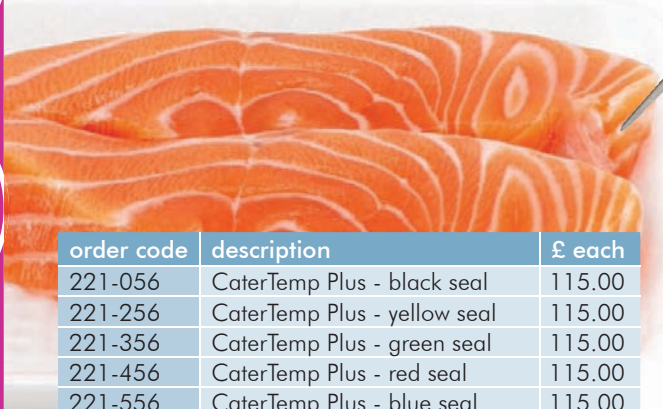 order code description £ each
221-056 CaterTemp Plus - black seal 115.00
221-256 CaterTemp Plus - yellow seal 115.00
221-356 CaterTemp Plus - green seal 115.00
221-456 CaterTemp Plus - red seal 115.00
221-556 CaterTemp Plus - blue seal 115.00